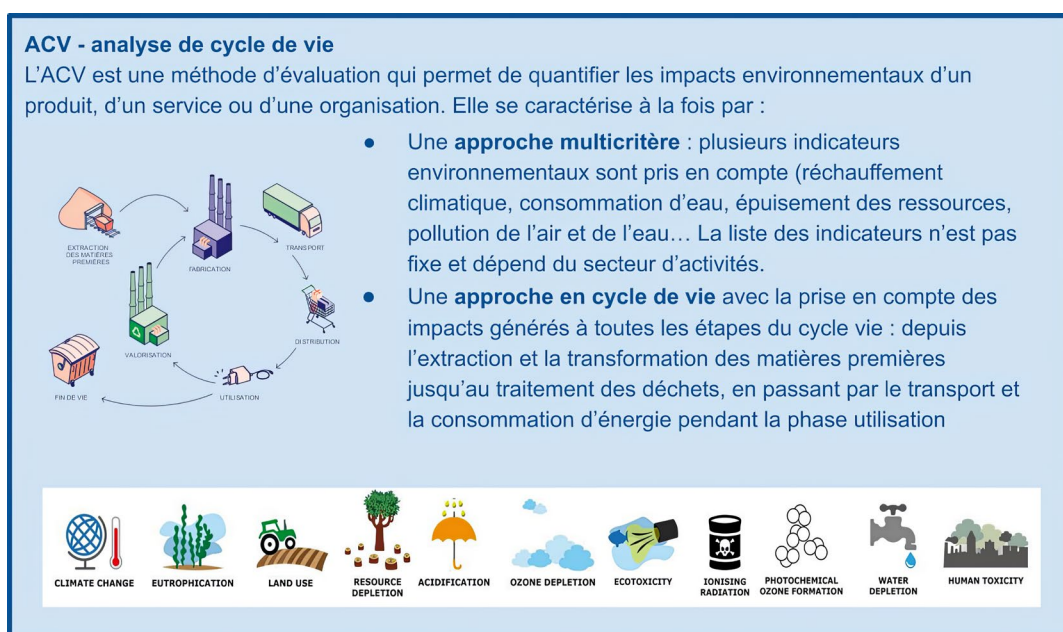 ACV - analyse de cycle de vie
L’ACV est une méthode d’évaluation qui permet de quantifier les impacts environnementaux d’un
produit, d’un service ou d’une organisation. Elle se caractérise à la fois par :
● Une approche multicritère : plusieurs indicateurs
environnementaux sont pris en compte (réchauffement
climatique, consommation d’eau, épuisement des ressources,
pollution de l’air et de l’eau… La liste des indicateurs n’est pas
fixe et dépend du secteur d’activités.
● Une approche en cycle de vie avec la prise en compte des
impacts générés à toutes les étapes du cycle vie : depuis
l’extraction et la transformation des matières premières
jusqu’au traitement des déchets, en passant par le transport et
la consommation d’énergie pendant la phase utilisation
EXTRACTION
DES MATIÈRES
PREMIÈRES
FABRICATION
TRANSPORT
DISTRIBUTION
UTILISATION
VALORISATION
FIN DE VIE
CLIMATE CHANGE
EUTROPHICATION
LAND USE
RESOURCE
DEPLETION
ACIDIFICATION
OZONE DEPLETION
ECOTOXICITY
IONISING
RADIATION
PHOTOCHEMICAL
OZONE FORMATION
WATER
DEPLETION
HUMAN TOXICITY